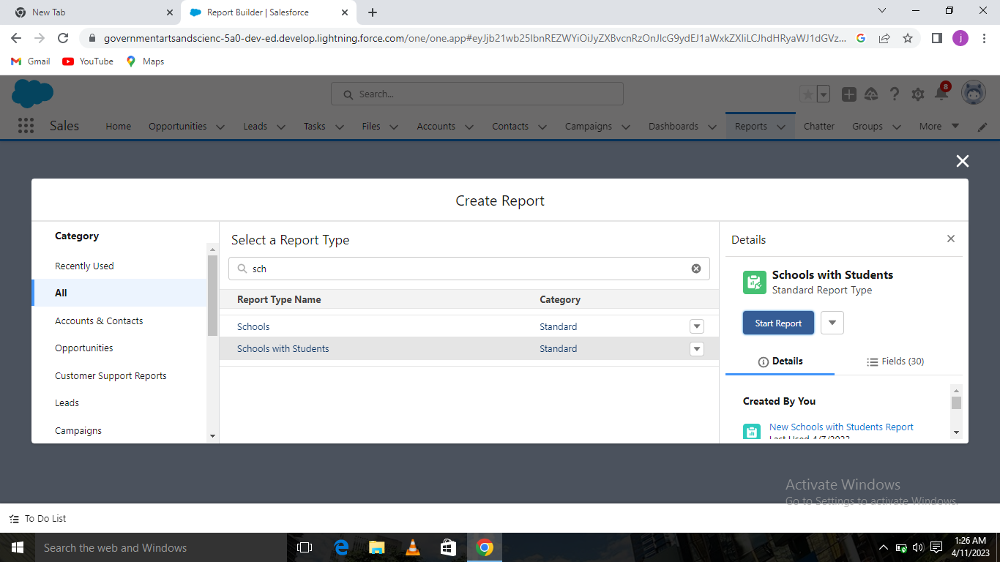 New Tab
Report Builder | Salesforce
governmentartsandscienc-5a0-dev-ed.develop.lightning.force.com/one/one.app#eyJjb21wb25lbnREZWYiOiJyZXBvcnRzOnJlcG9ydEJ1aWxkZXIiLCJhdHRyaWJ1dGVz...
j
Gmail YouTube Maps
Search...
8
Sales Home Opportunities Leads Tasks Files Accounts Contacts Campaigns Dashboards Reports Chatter Groups More
Create Report
Category
Recently Used
All
Accounts & Contacts
Opportunities
Customer Support Reports
Leads
Campaigns
Select a Report Type
sch
Report Type Name Category
Schools Standard
Schools with Students Standard
Details
Schools with Students
Standard Report Type
Start Report
Details Fields (30)
Created By You
New Schools with Students Report
Last Used 4/7/2023
Activate Windows
Go to Settings to activate Windows.
To Do List
Search the web and Windows
1:26 AM
4/11/2023